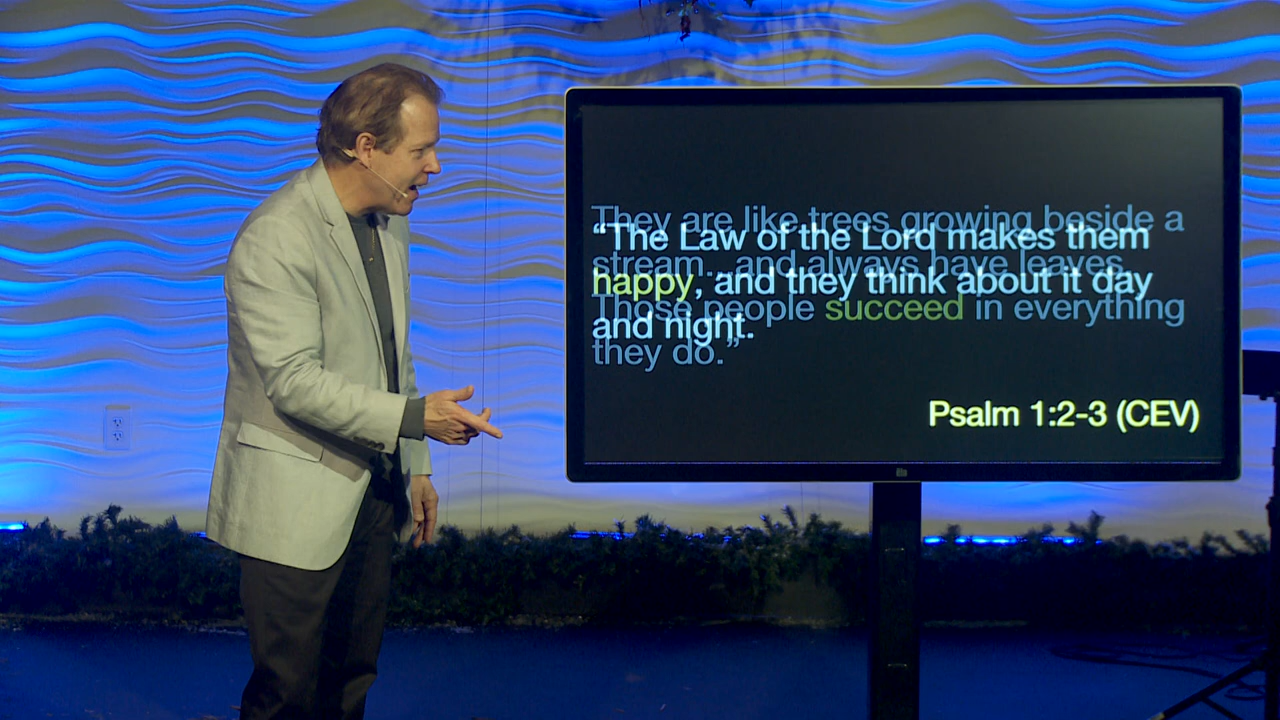 They are like trees growing beside a
“The Law of the Lord makes them
stream...and always have leaves.
happy, and they think about it day
Those people succeed in everything
and night.
they do.”
Psalm 1:2-3 (CEV)